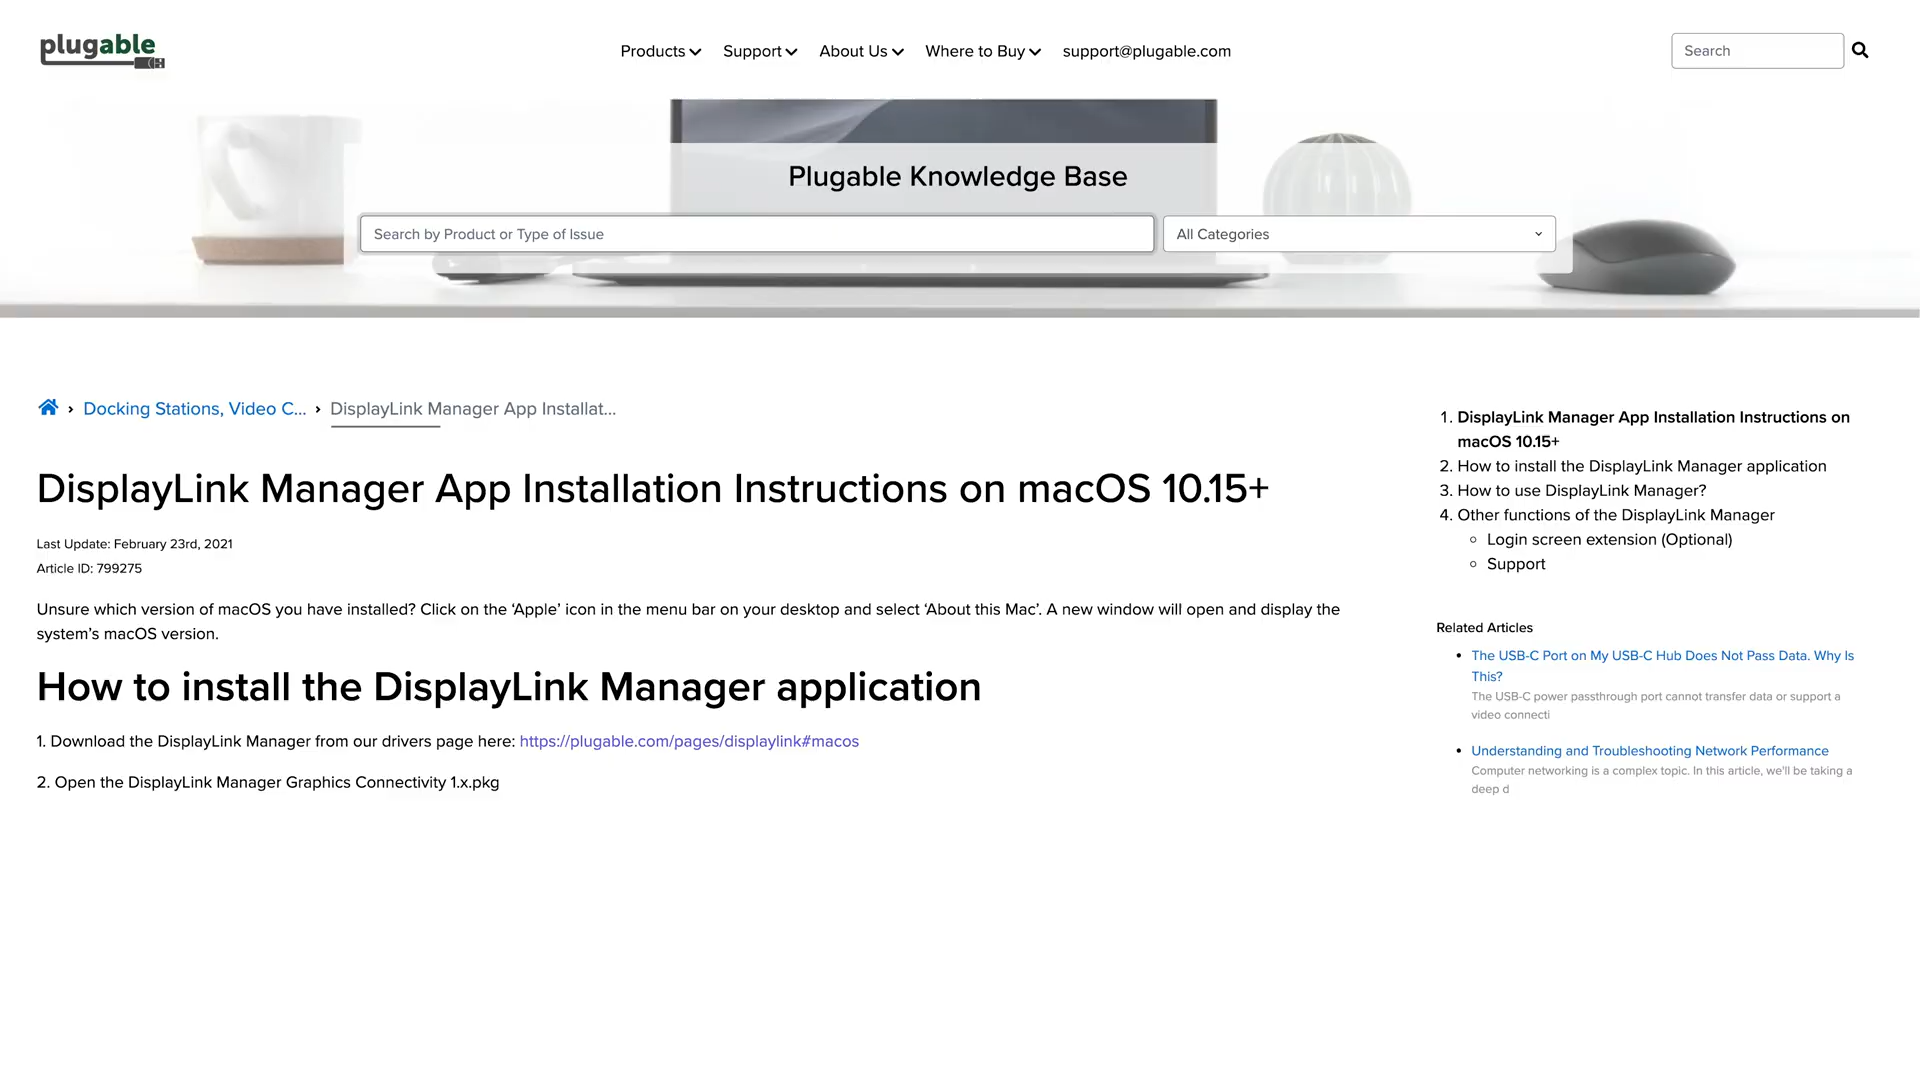 plugable
Products
Support
About Us
Where to Buy
support@plugable.com
Search
Plugable Knowledge Base
Search by Product or Type of Issue
All Categories
Docking Stations, Video C... › DisplayLink Manager App Installat...
DisplayLink Manager App Installation Instructions on macOS 10.15+
Last Update: February 23rd, 2021
Article ID: 799275
Unsure which version of macOS you have installed? Click on the ‘Apple’ icon in the menu bar on your desktop and select ‘About this Mac’. A new window will open and display the
system’s macOS version.
How to install the DisplayLink Manager application
1. Download the DisplayLink Manager from our drivers page here: https://plugable.com/pages/displaylink#macos
2. Open the DisplayLink Manager Graphics Connectivity 1.x.pkg
1. DisplayLink Manager App Installation Instructions on
macOS 10.15+
2. How to install the DisplayLink Manager application
3. How to use DisplayLink Manager?
4. Other functions of the DisplayLink Manager
Login screen extension (Optional)
Support
Related Articles
The USB-C Port on My USB-C Hub Does Not Pass Data. Why Is
This?
The USB-C power passthrough port cannot transfer data or support a
video connecti
Understanding and Troubleshooting Network Performance
Computer networking is a complex topic. In this article, we'll be taking a
deep d